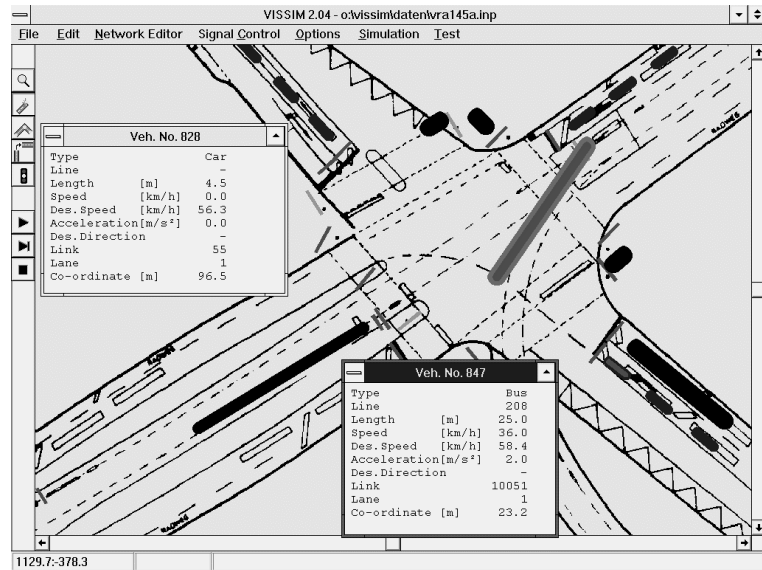 VISSIM 2.04 - o:\vissim\daten\vra145a.inp
File Edit Network Editor Signal Control Options Simulation Test
Veh. No. 828
Type Car
Line -
Length [m] 4.5
Speed [km/h] 0.0
Des.Speed [km/h] 56.3
Acceleration[m/s²] 0.0
Des.Direction -
Link 55
Lane 1
Co-ordinate [m] 96.5
Veh. No. 847
Type Bus
Line 208
Length [m] 25.0
Speed [km/h] 36.0
Des.Speed [km/h] 58.4
Acceleration[m/s²] 2.0
Des.Direction -
Link 10051
Lane 1
Co-ordinate [m] 23.2
1129.7:-378.3